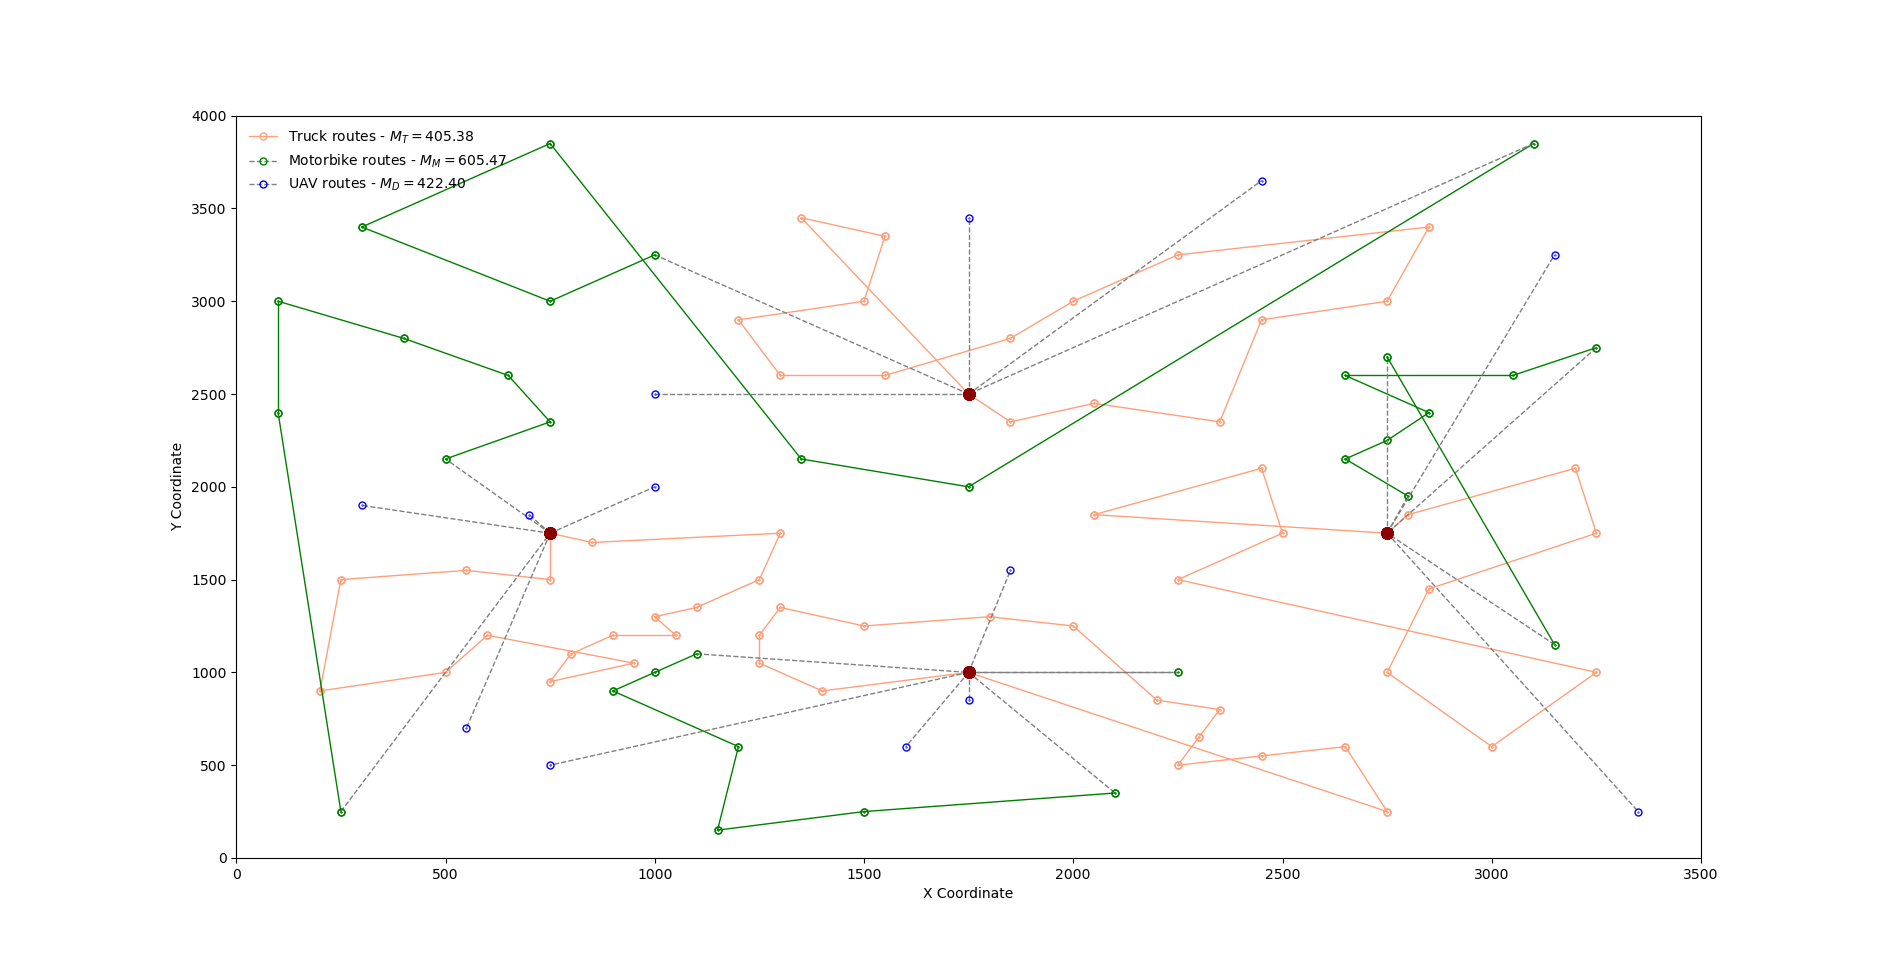 4000
3500
3000
2500
2000
1500
1000
500
0
Y Coordinate
Truck routes - $M_T = 405.38$
Motorbike routes - $M_M = 605.47$
UAV routes - $M_D = 422.40$
0 500 1000 1500 2000 2500 3000 3500
X Coordinate